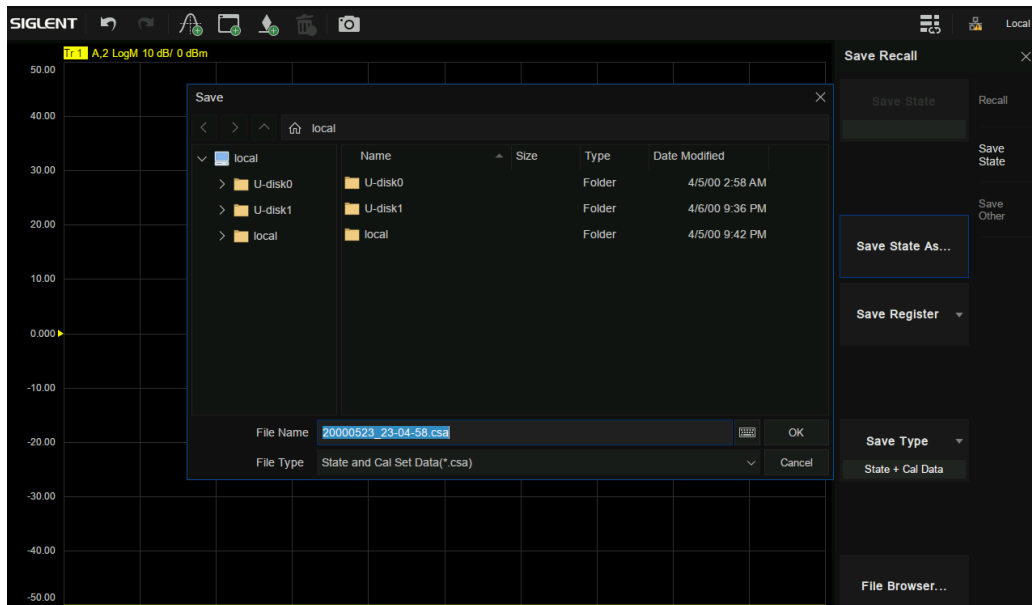 SIGLENT Local
Tr 1 A,2 LogM 10 dB/ 0 dBm
50.00
40.00
30.00
20.00
10.00
0.000
-10.00
-20.00
-30.00
-40.00
-50.00
Save
local
local
U-disk0
U-disk1
local
Name Size Type Date Modified
U-disk0 Folder 4/5/00 2:58 AM
U-disk1 Folder 4/6/00 9:36 PM
local Folder 4/5/00 9:42 PM
File Name 20000523_23-04-58.csa OK
File Type State and Cal Set Data(*.csa) Cancel
Save Recall
Save State
Save State As...
Save Register
Save Type
State + Cal Data
File Browser...
Recall
Save
State
Save
Other